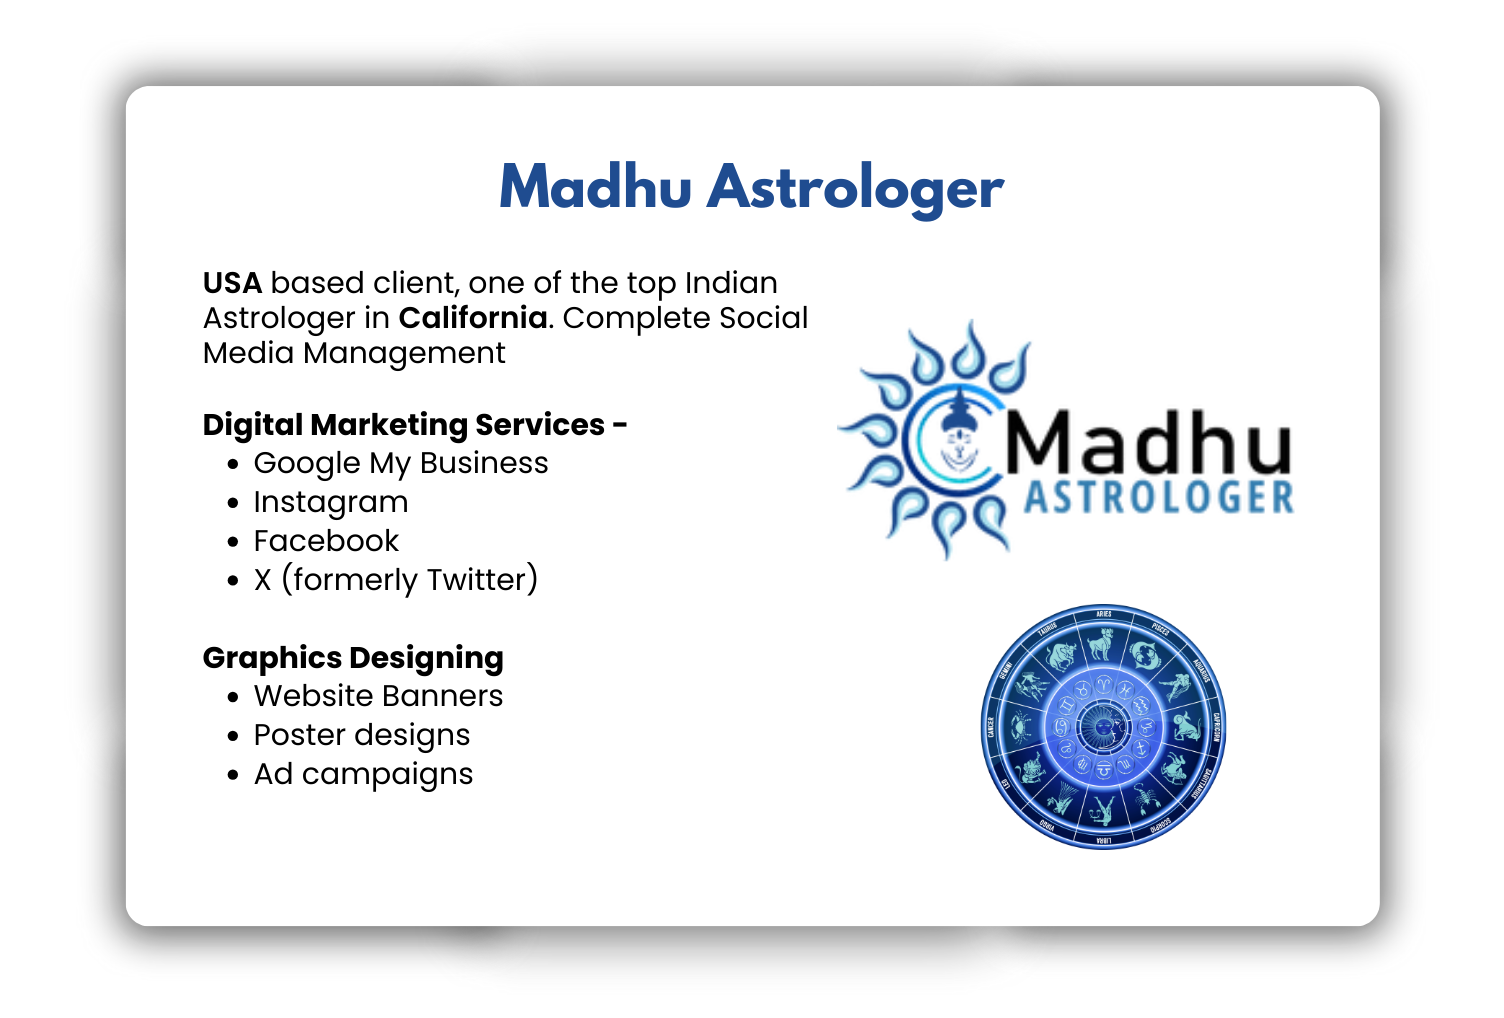 Madhu Astrologer
USA based client, one of the top Indian
Astrologer in California. Complete Social
Media Management
Digital Marketing Services -
• Google My Business
• Instagram
• Facebook
• X (formerly Twitter)
Graphics Designing
• Website Banners
• Poster designs
• Ad campaigns
Madhu
ASTROLOGER
ARIES
PISCES
AQUARIUS
CAPRICORN
SAGITTARIUS
SCORPIO
LIBRA
VIRGO
LEO
CANCER
GEMINI
TAURUS